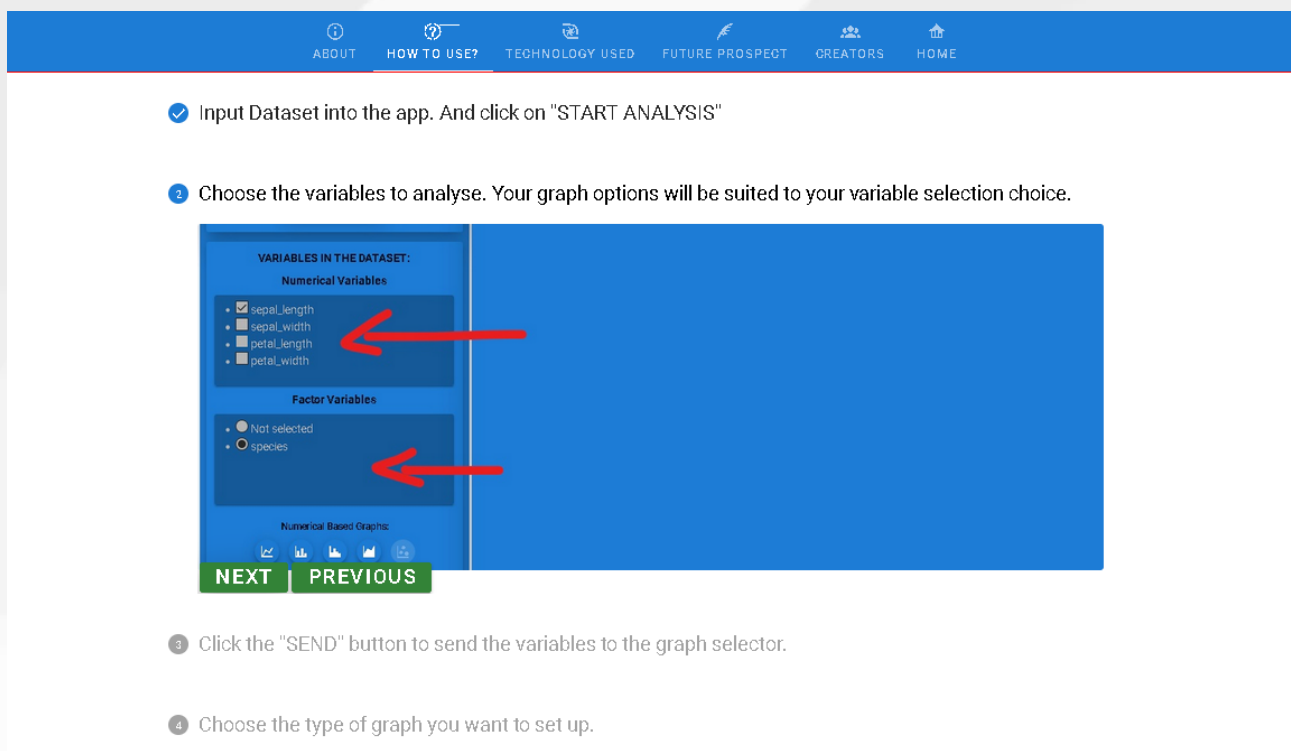 ABOUT HOW TO USE? TECHNOLOGY USED FUTURE PROSPECT CREATORS HOME
Input Dataset into the app. And click on "START ANALYSIS"
2 Choose the variables to analyse. Your graph options will be suited to your variable selection choice.
VARIABLES IN THE DATASET:
Numerical Variables
sepal_length
sepal_width
petal_length
petal_width
Factor Variables
Not selected
species
Numerical Based Graphs:
NEXT PREVIOUS
3 Click the "SEND" button to send the variables to the graph selector.
4 Choose the type of graph you want to set up.